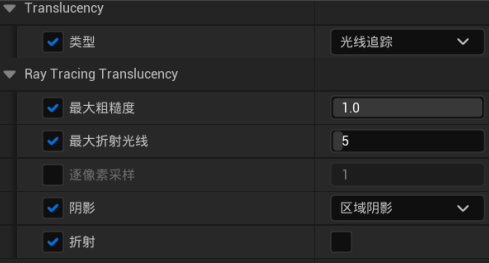 Translucency
类型 光线追踪
Ray Tracing Translucency
最大粗糙度 1.0
最大折射光线 5
逐像素采样 1
阴影 区域阴影
折射